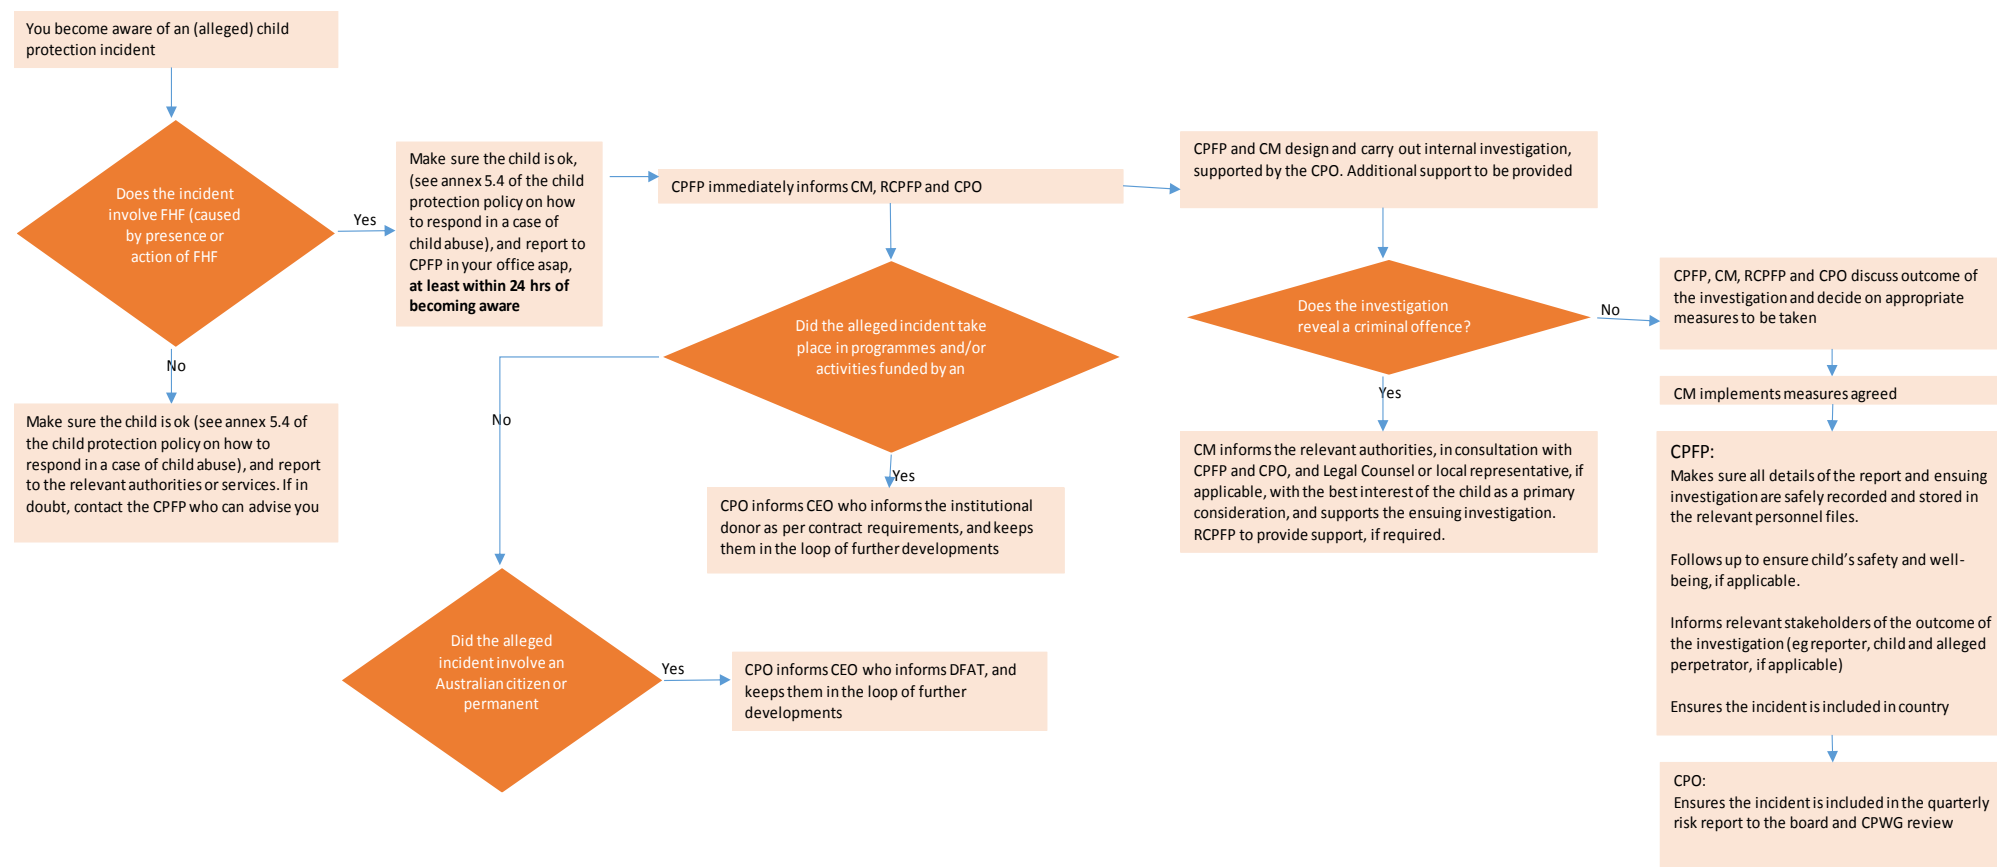 You become aware of an (alleged) child
protection incident
Does the incident
involve FHF (caused
by presence or
action of FHF
Yes
No
Make sure the child is ok (see annex 5.4 of
the child protection policy on how to
respond in a case of child abuse), and report
to the relevant authorities or services. If in
doubt, contact the CPFP who can advise you
Make sure the child is ok,
(see annex 5.4 of the child
protection policy on how
to respond in a case of
child abuse), and report to
CPFP in your office asap,
at least within 24 hrs of
becoming aware
CPFP immediately informs CM, RCPFP and CPO
Did the alleged incident take
place in programmes and/or
activities funded by an
No
Yes
CPO informs CEO who informs the institutional
donor as per contract requirements, and keeps
them in the loop of further developments
Did the alleged
incident involve an
Australian citizen or
permanent
Yes
CPO informs CEO who informs DFAT, and
keeps them in the loop of further
developments
CPFP and CM design and carry out internal investigation,
supported by the CPO. Additional support to be provided
Does the investigation
reveal a criminal offence?
No
Yes
CM informs the relevant authorities, in consultation with
CPFP and CPO, and Legal Counsel or local representative, if
applicable, with the best interest of the child as a primary
consideration, and supports the ensuing investigation.
RCPFP to provide support, if required.
CPFP, CM, RCPFP and CPO discuss outcome of
the investigation and decide on appropriate
measures to be taken
CM implements measures agreed
CPFP:
Makes sure all details of the report and ensuing
investigation are safely recorded and stored in
the relevant personnel files.
Follows up to ensure child's safety and well-
being, if applicable.
Informs relevant stakeholders of the outcome of
the investigation (eg reporter, child and alleged
perpetrator, if applicable)
Ensures the incident is included in country
CPO:
Ensures the incident is included in the quarterly
risk report to the board and CPWG review